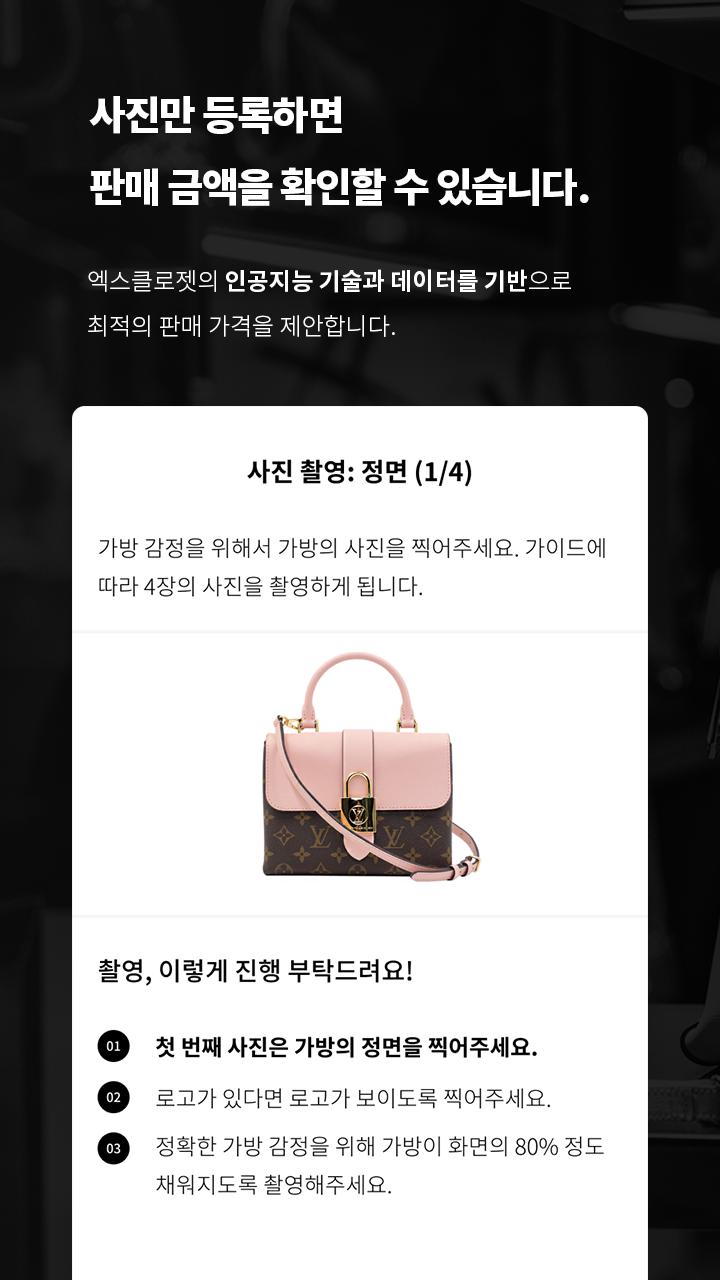 사진만 등록하면
판매 금액을 확인할 수 있습니다.
엑스클로젯의 인공지능 기술과 데이터를 기반으로
최적의 판매 가격을 제안합니다.
사진 촬영: 정면 (1/4)
가방 감정을 위해서 가방의 사진을 찍어주세요. 가이드에
따라 4장의 사진을 촬영하게 됩니다.
LV
촬영, 이렇게 진행 부탁드려요!
01 첫 번째 사진은 가방의 정면을 찍어주세요.
02 로고가 있다면 로고가 보이도록 찍어주세요.
03 정확한 가방 감정을 위해 가방이 화면의 80% 정도
채워지도록 촬영해주세요.